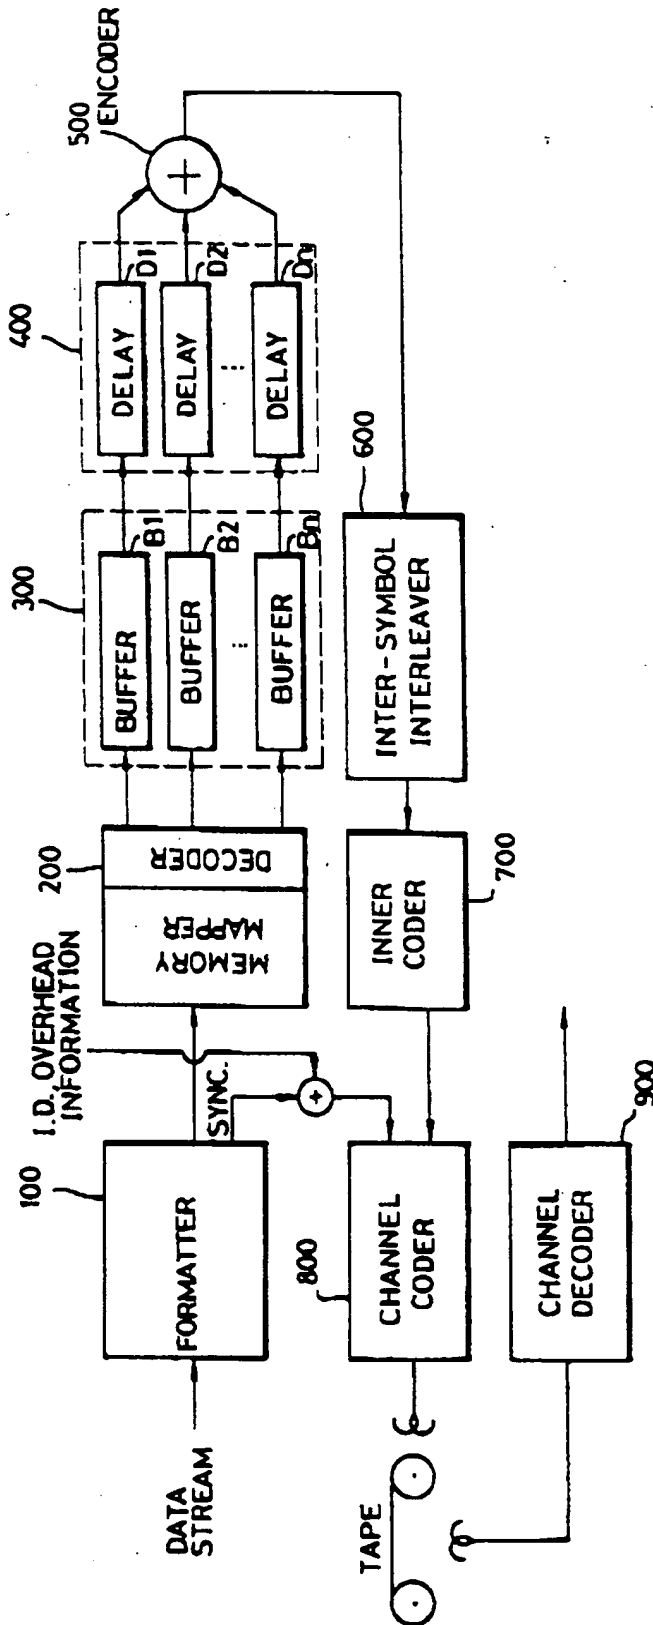 DATA
STREAM
100
FORMATTER
I.D., OVERHEAD
INFORMATION
SYNC.
200
MEMORY
MAPPER
DECODER
300
BUFFER
B1
BUFFER
B2
...
BUFFER
Bn
400
DELAY
D1
DELAY
D2
...
DELAY
Dn
500
ENCODER
+
600
INTER-SYMBOL
INTERLEAVER
700
INNER
CODER
+
800
CHANNEL
CODER
TAPE
900
CHANNEL
DECODER